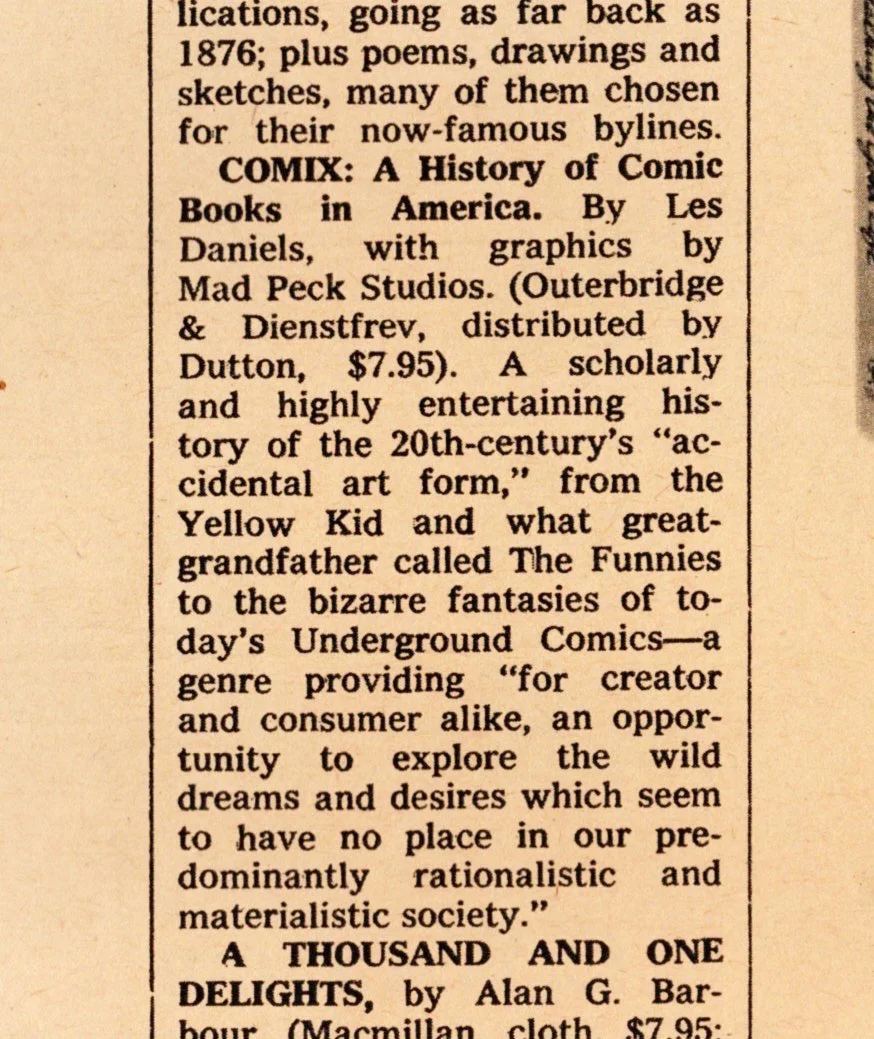 lications, going as far back as
1876; plus poems, drawings and
sketches, many of them chosen
for their now-famous bylines.
COMIX: A History of Comic
Books in America. By Les
Daniels, with graphics by
Mad Peck Studios. (Outerbridge
& Dienstfrev, distributed by
Dutton, $7.95). A scholarly
and highly entertaining his-
tory of the 20th-century's “ac-
cidental art form,” from the
Yellow Kid and what great-
grandfather called The Funnies
to the bizarre fantasies of to-
day's Underground Comics—a
genre providing “for creator
and consumer alike, an oppor-
tunity to explore the wild
dreams and desires which seem
to have no place in our pre-
dominantly rationalistic and
materialistic society.”
A THOUSAND AND ONE
DELIGHTS, by Alan G. Bar-
bour (Macmillan cloth $7.95;